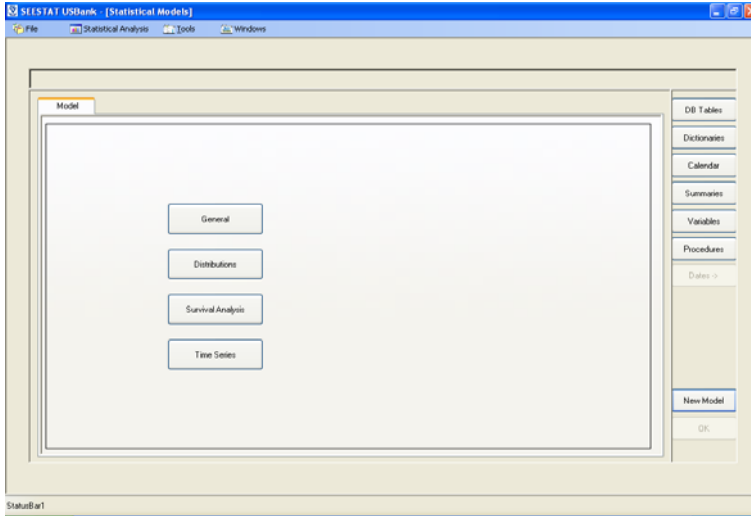 SEESTAT USBank - [Statistical Models]
File Statistical Analysis Tools Windows
Model
General
Distributions
Survival Analysis
Time Series
DB Tables
Dictionaries
Calendar
Summaries
Variables
Procedures
Dates ->
New Model
OK
StatusBar1